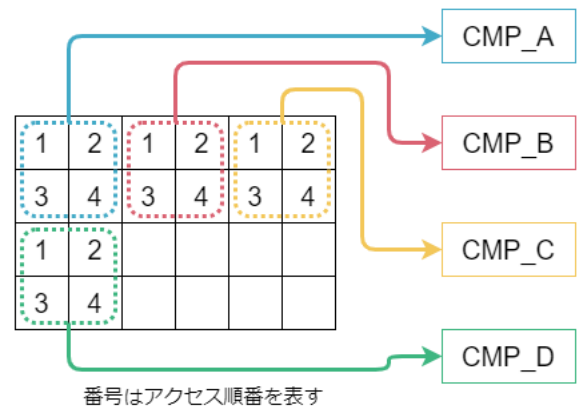 CMP_A
1 2 1 2 1 2
CMP_B
3 4 3 4 3 4
1 2
CMP_C
3 4
CMP_D
番号はアクセス順番を表す